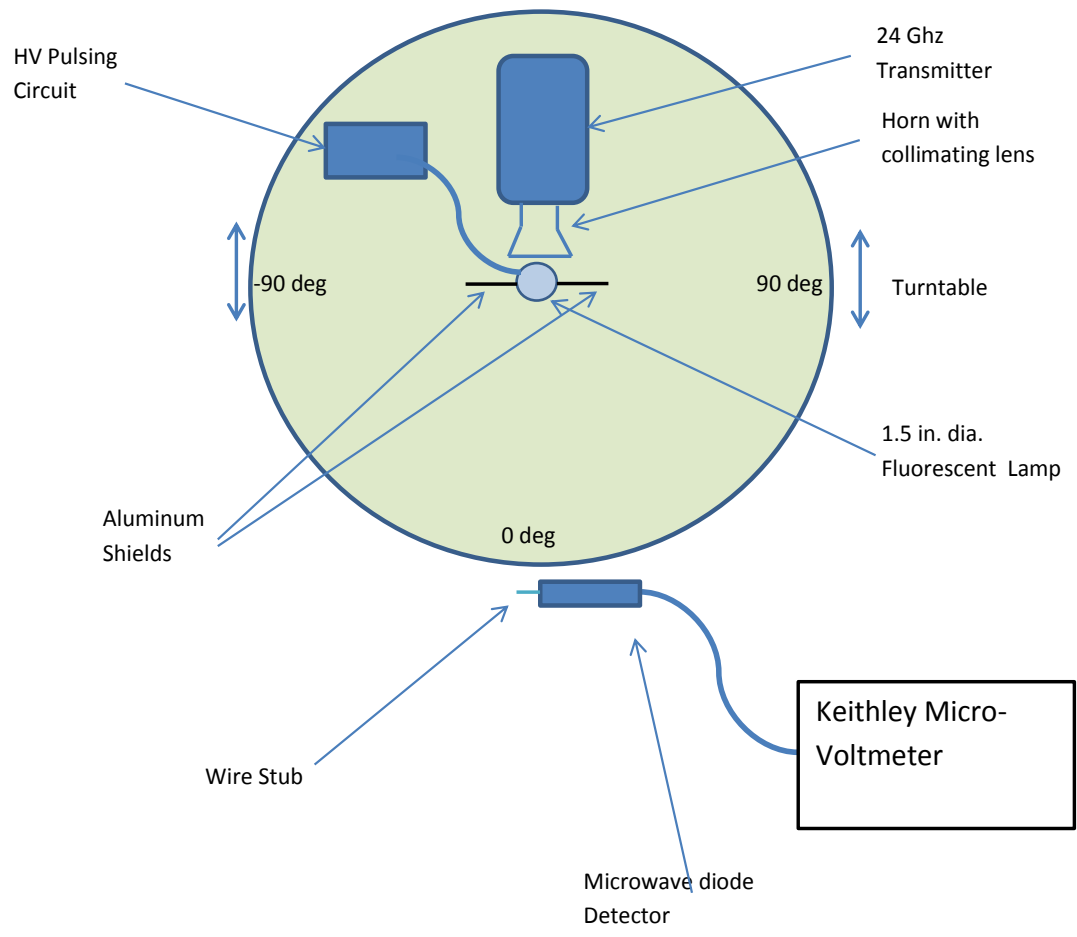 HV Pulsing
Circuit
24 Ghz
Transmitter
Horn with
collimating lens
-90 deg
90 deg
Turntable
1.5 in. dia.
Fluorescent Lamp
Aluminum
Shields
0 deg
Keithley Micro-
Voltmeter
Wire Stub
Microwave diode
Detector